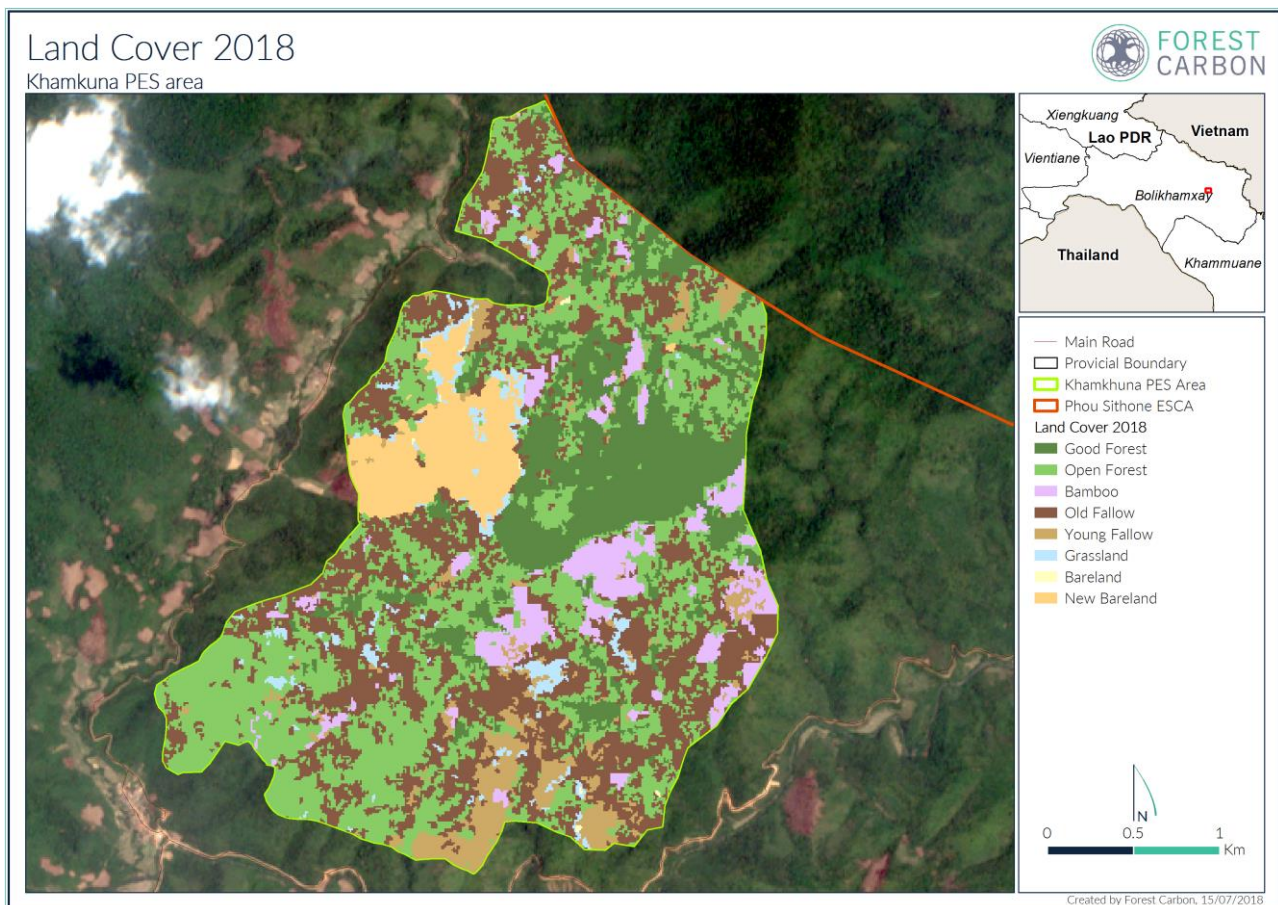 Land Cover 2018
Khamkuna PES area
FOREST
CARBON
Xiengkuang
Vietnam
Lao PDR
Vientiane
Bolikhamxay
Thailand
Khammuane
Main Road
Provicial Boundary
Khamkhuna PES Area
Phou Sithone ESCA
Land Cover 2018
Good Forest
Open Forest
Bamboo
Old Fallow
Young Fallow
Grassland
Bareland
New Bareland
N
0 0.5 1
Km
Created by Forest Carbon, 15/07/2018